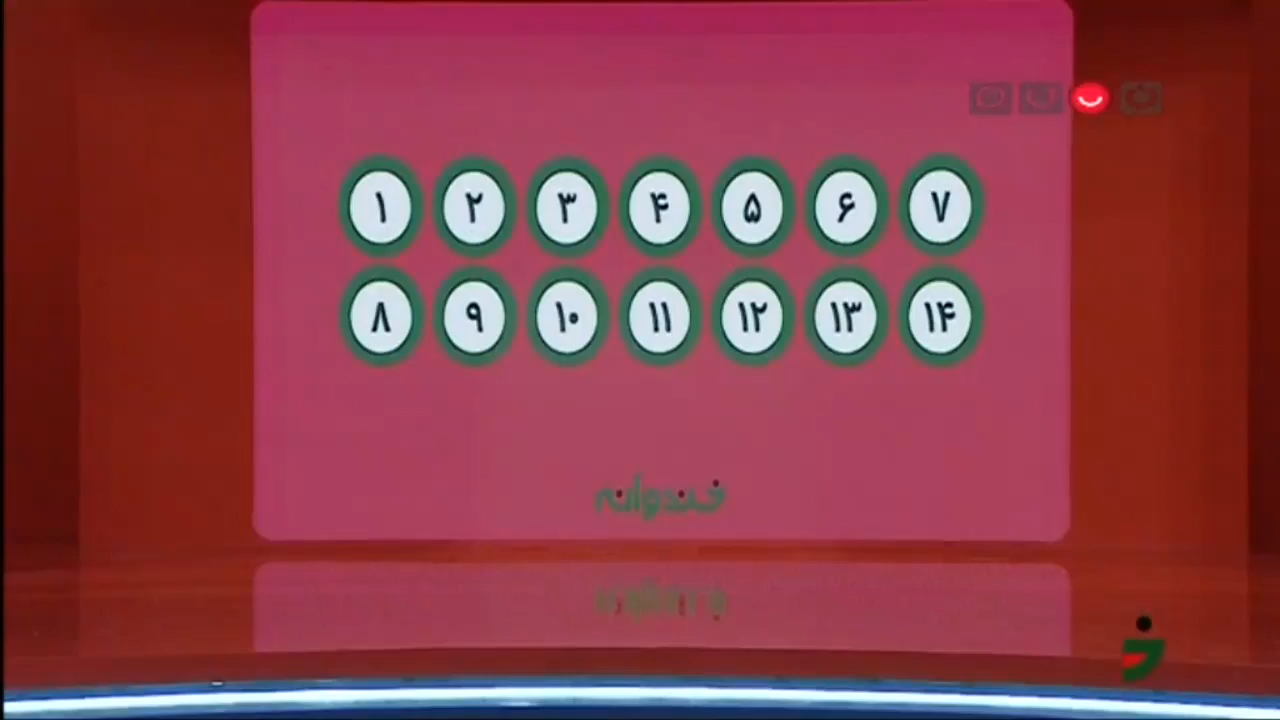 ۱ ۲ ۳ ۴ ۵ ۶ ۷
۸ ۹ ۱۰ ۱۱ ۱۲ ۱۳ ۱۴
خندوانه